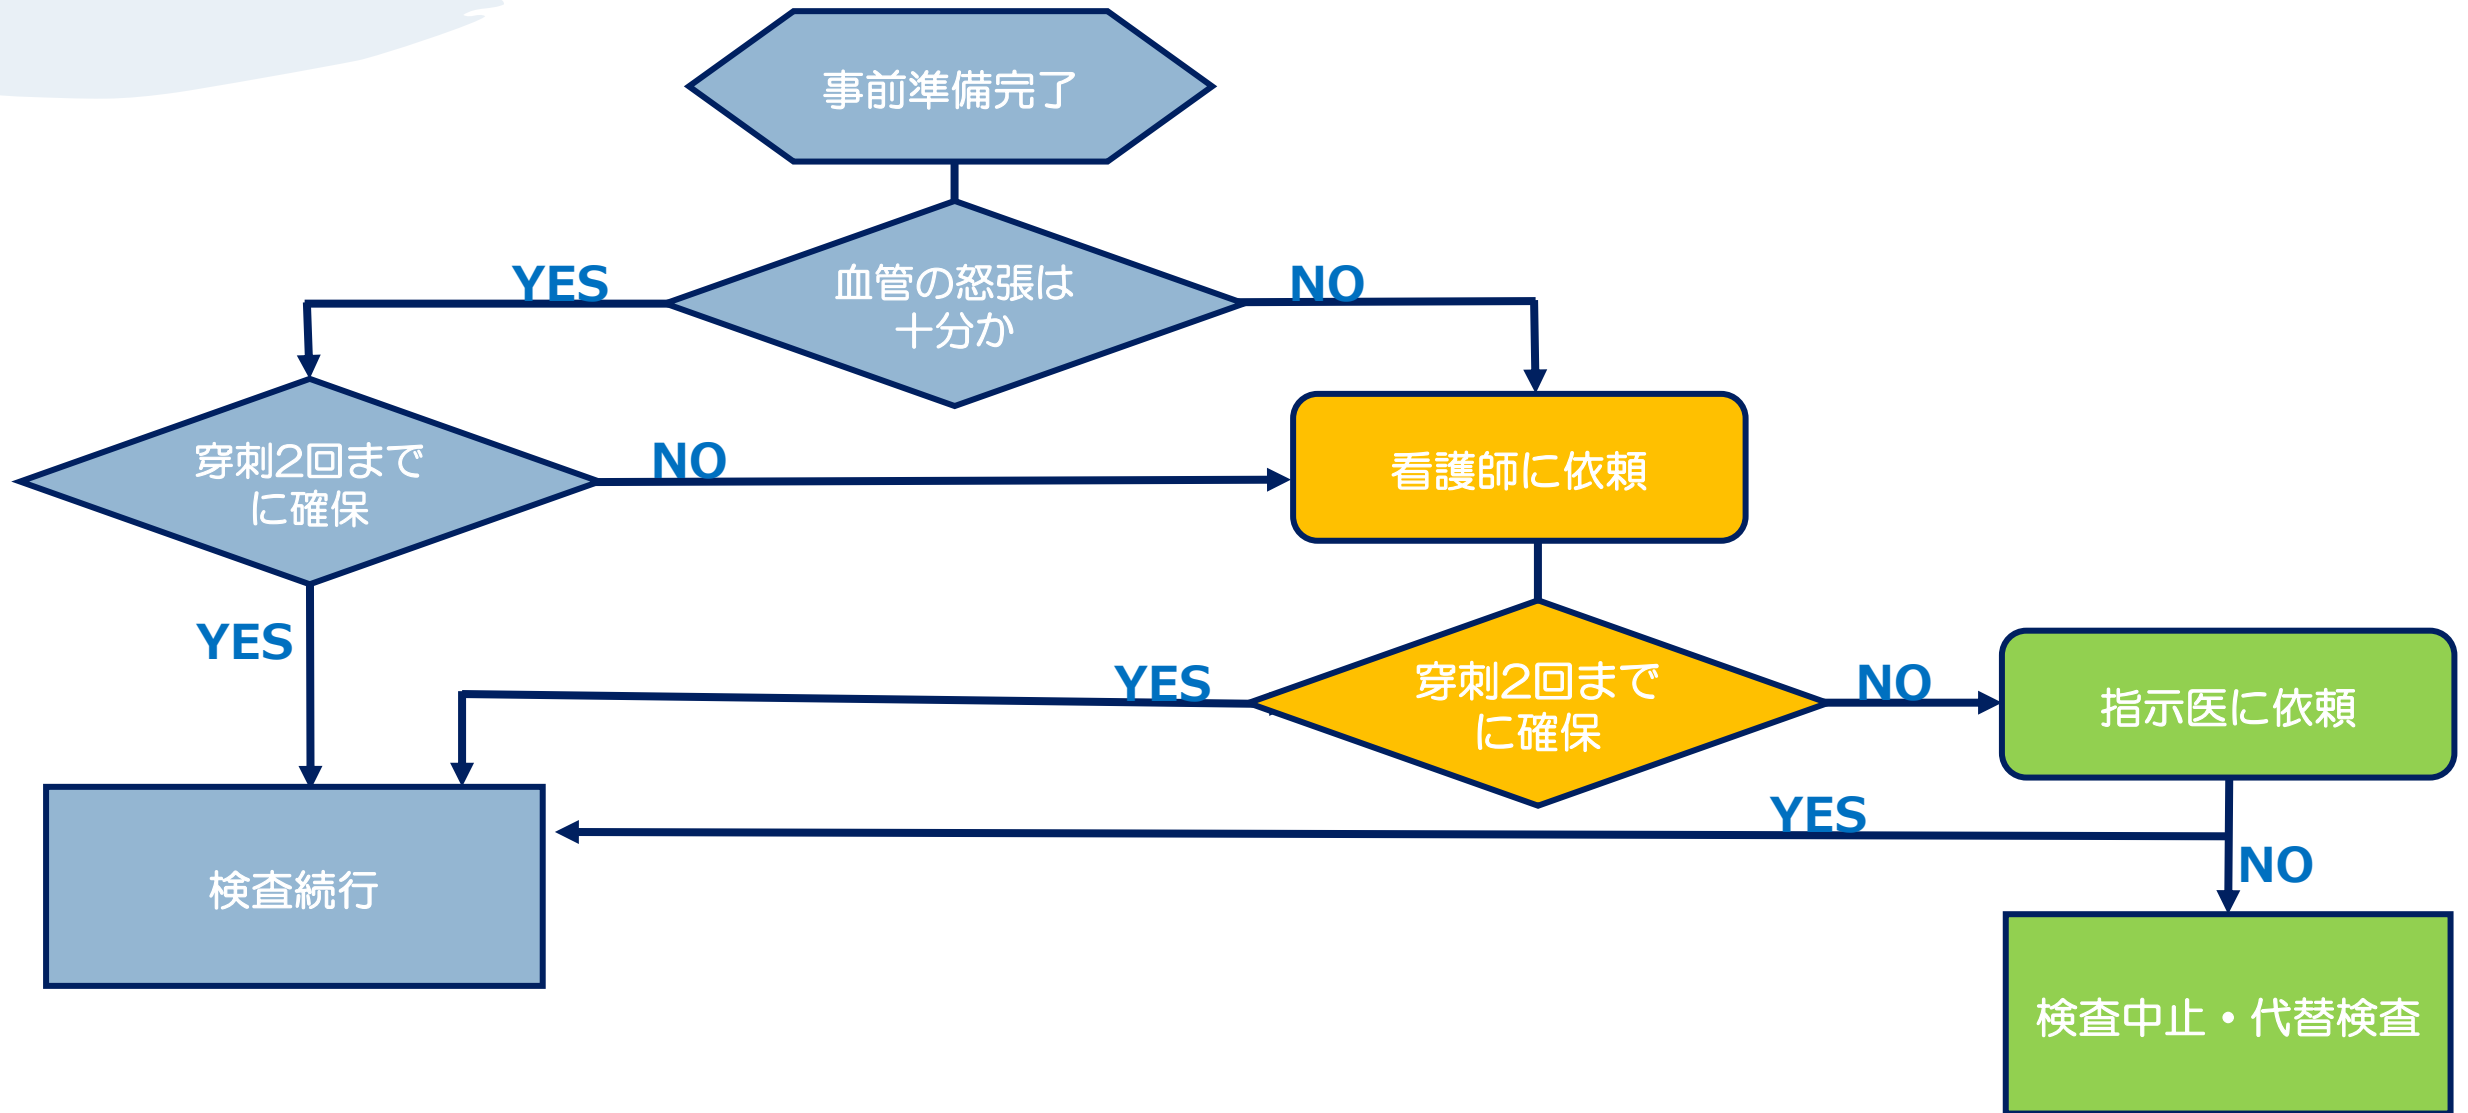 事前準備完了
YES
血管の怒張は
十分か
NO
穿刺2回まで
に確保
NO
看護師に依頼
YES
YES
穿刺2回まで
に確保
NO
指示医に依頼
YES
NO
検査続行
検査中止・代替検査